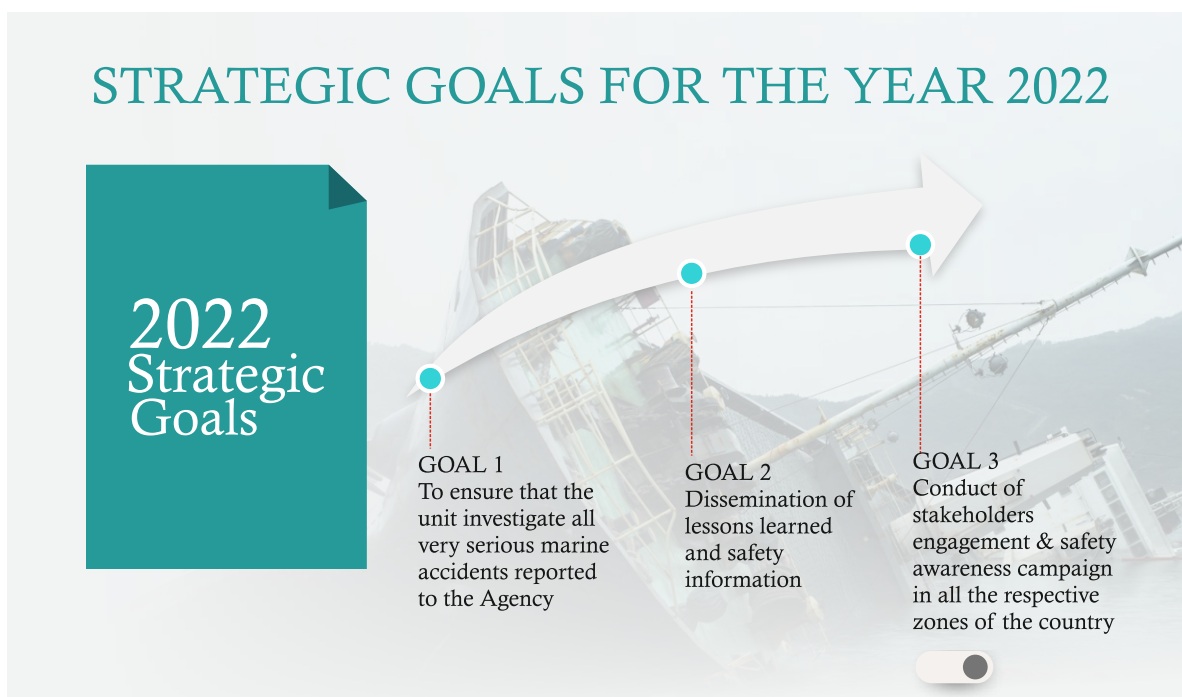 STRATEGIC GOALS FOR THE YEAR 2022
2022
Strategic
Goals
GOAL 1
To ensure that the
unit investigate all
very serious marine
accidents reported
to the Agency
GOAL 2
Dissemination of
lessons learned
and safety
information
GOAL 3
Conduct of
stakeholders
engagement & safety
awareness campaign
in all the respective
zones of the country